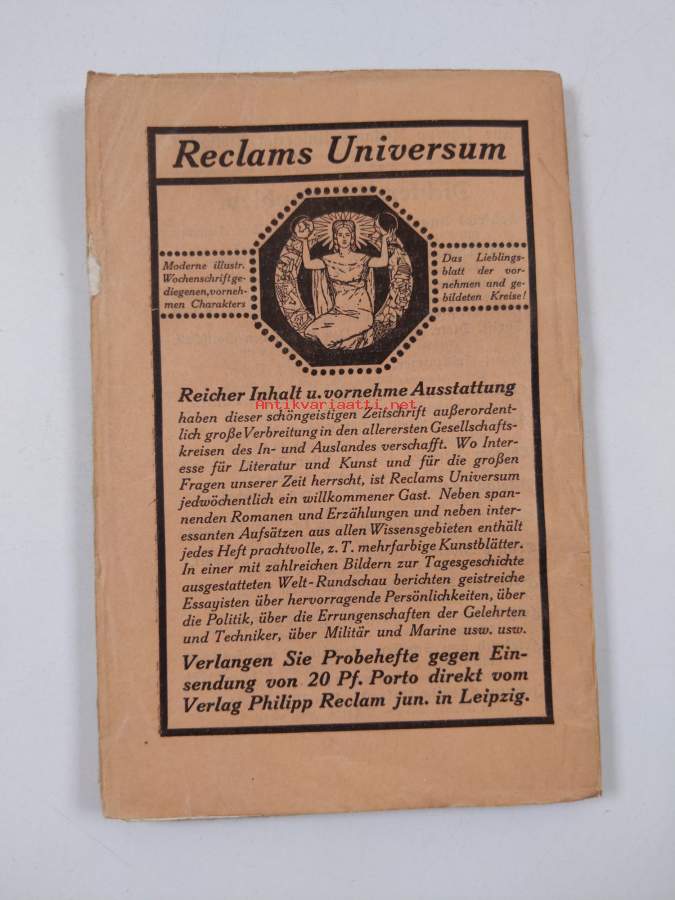 Reclams Universum
Moderne illustr.
Wochenschrift ge-
diegenen, vorneh-
men Charakters
Das Lieblings-
blatt der vor-
nehmen und ge-
bildeten Kreise!
Reicher Inhalt u. vornehme Ausstattung
Antikvariaatti.net
haben dieser schöngeistigen Zeitschrift außerordent-
lich große Verbreitung in den allerersten Gesellschafts-
kreisen des In- und Auslandes verschafft. Wo Inter-
esse für Literatur und Kunst und für die großen
Fragen unserer Zeit herrscht, ist Reclams Universum
jedwöchentlich ein willkommener Gast. Neben span-
nenden Romanen und Erzählungen und neben inter-
essanten Aufsätzen aus allen Wissensgebieten enthält
jedes Heft prachtvolle, z. T. mehrfarbige Kunstblätter.
In einer mit zahlreichen Bildern zur Tagesgeschichte
ausgestatteten Welt-Rundschau berichten geistreiche
Essayisten über hervorragende Persönlichkeiten, über
die Politik, über die Errungenschaften der Gelehrten
und Techniker, über Militär und Marine usw. usw.
Verlangen Sie Probehefte gegen Ein-
sendung von 20 Pf. Porto direkt vom
Verlag Philipp Reclam jun. in Leipzig.